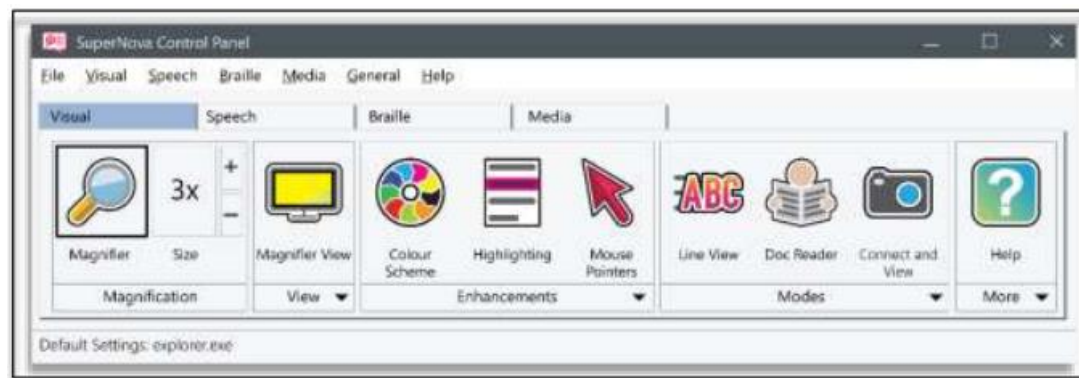 SuperNova Control Panel
File Visual Speech Braille Media General Help
Visual Speech Braille Media
3x + −
ABC
?
Magnifier Size Magnifier View Colour Scheme Highlighting Mouse Pointers Line View Doc Reader Connect and View Help
Magnification View Enhancements Modes More
Default Settings: explorer.exe